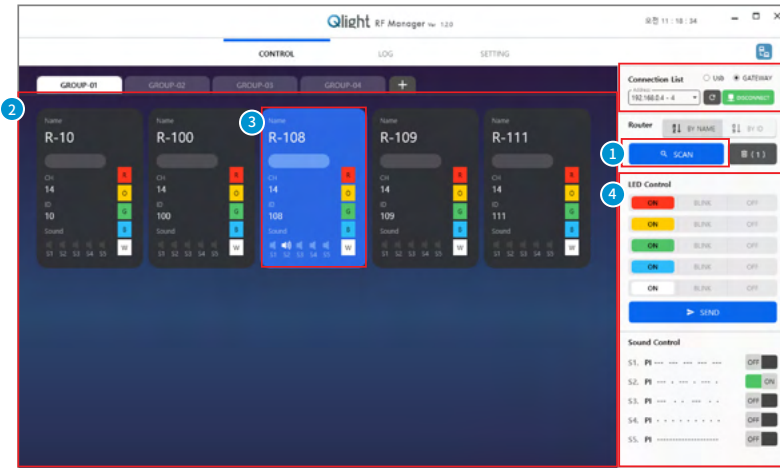 Qlight RF Manager Ver 1.2.0
오전 11 : 18 : 34
CONTROL LOG SETTING
GROUP-01 GROUP-02 GROUP-03 GROUP-04 +
Connection List Usb GATEWAY
Address
192.168.0.4 - 4 DISCONNECT
Router BY NAME BY ID
1 SCAN ( 1 )
2
3
4
Name
R-10
CH
14
ID
10
Sound
S1 S2 S3 S4 S5
R
O
G
B
W
Name
R-100
CH
14
ID
100
Sound
S1 S2 S3 S4 S5
R
O
G
B
W
Name
R-108
CH
14
ID
108
Sound
S1 S2 S3 S4 S5
R
O
G
B
W
Name
R-109
CH
14
ID
109
Sound
S1 S2 S3 S4 S5
R
O
G
B
W
Name
R-111
CH
14
ID
111
Sound
S1 S2 S3 S4 S5
R
O
G
B
W
LED Control
ON BLINK OFF
ON BLINK OFF
ON BLINK OFF
ON BLINK OFF
ON BLINK OFF
SEND
Sound Control
S1. PI --- --- --- --- --- OFF
S2. PI --- - --- - --- - ON
S3. PI --- - - --- - - OFF
S4. PI - - - - - - - - - OFF
S5. PI -------------------- OFF